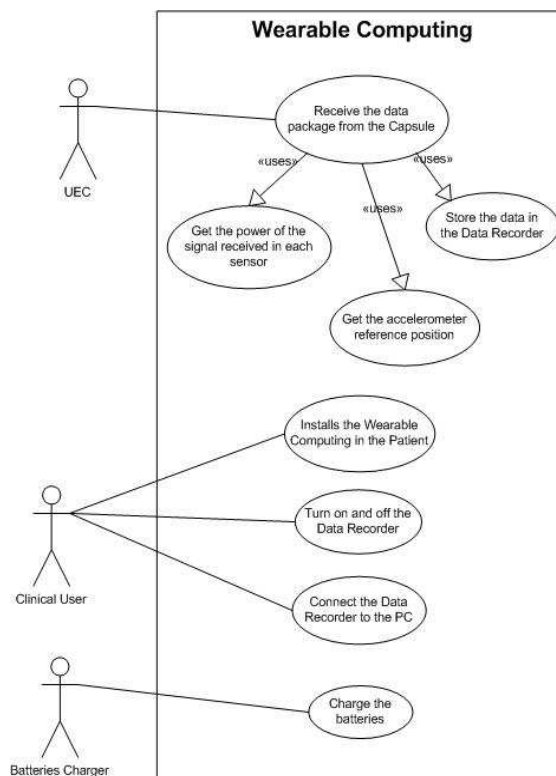 Wearable Computing
Receive the data
package from the Capsule
UEC
«uses»
«uses»
«uses»
Get the power of the
signal received in each
sensor
Store the data in
the Data Recorder
Get the accelerometer
reference position
Installs the Wearable
Computing in the Patient
Turn on and off the
Data Recorder
Clinical User
Connect the Data
Recorder to the PC
Charge the
batteries
Batteries Charger